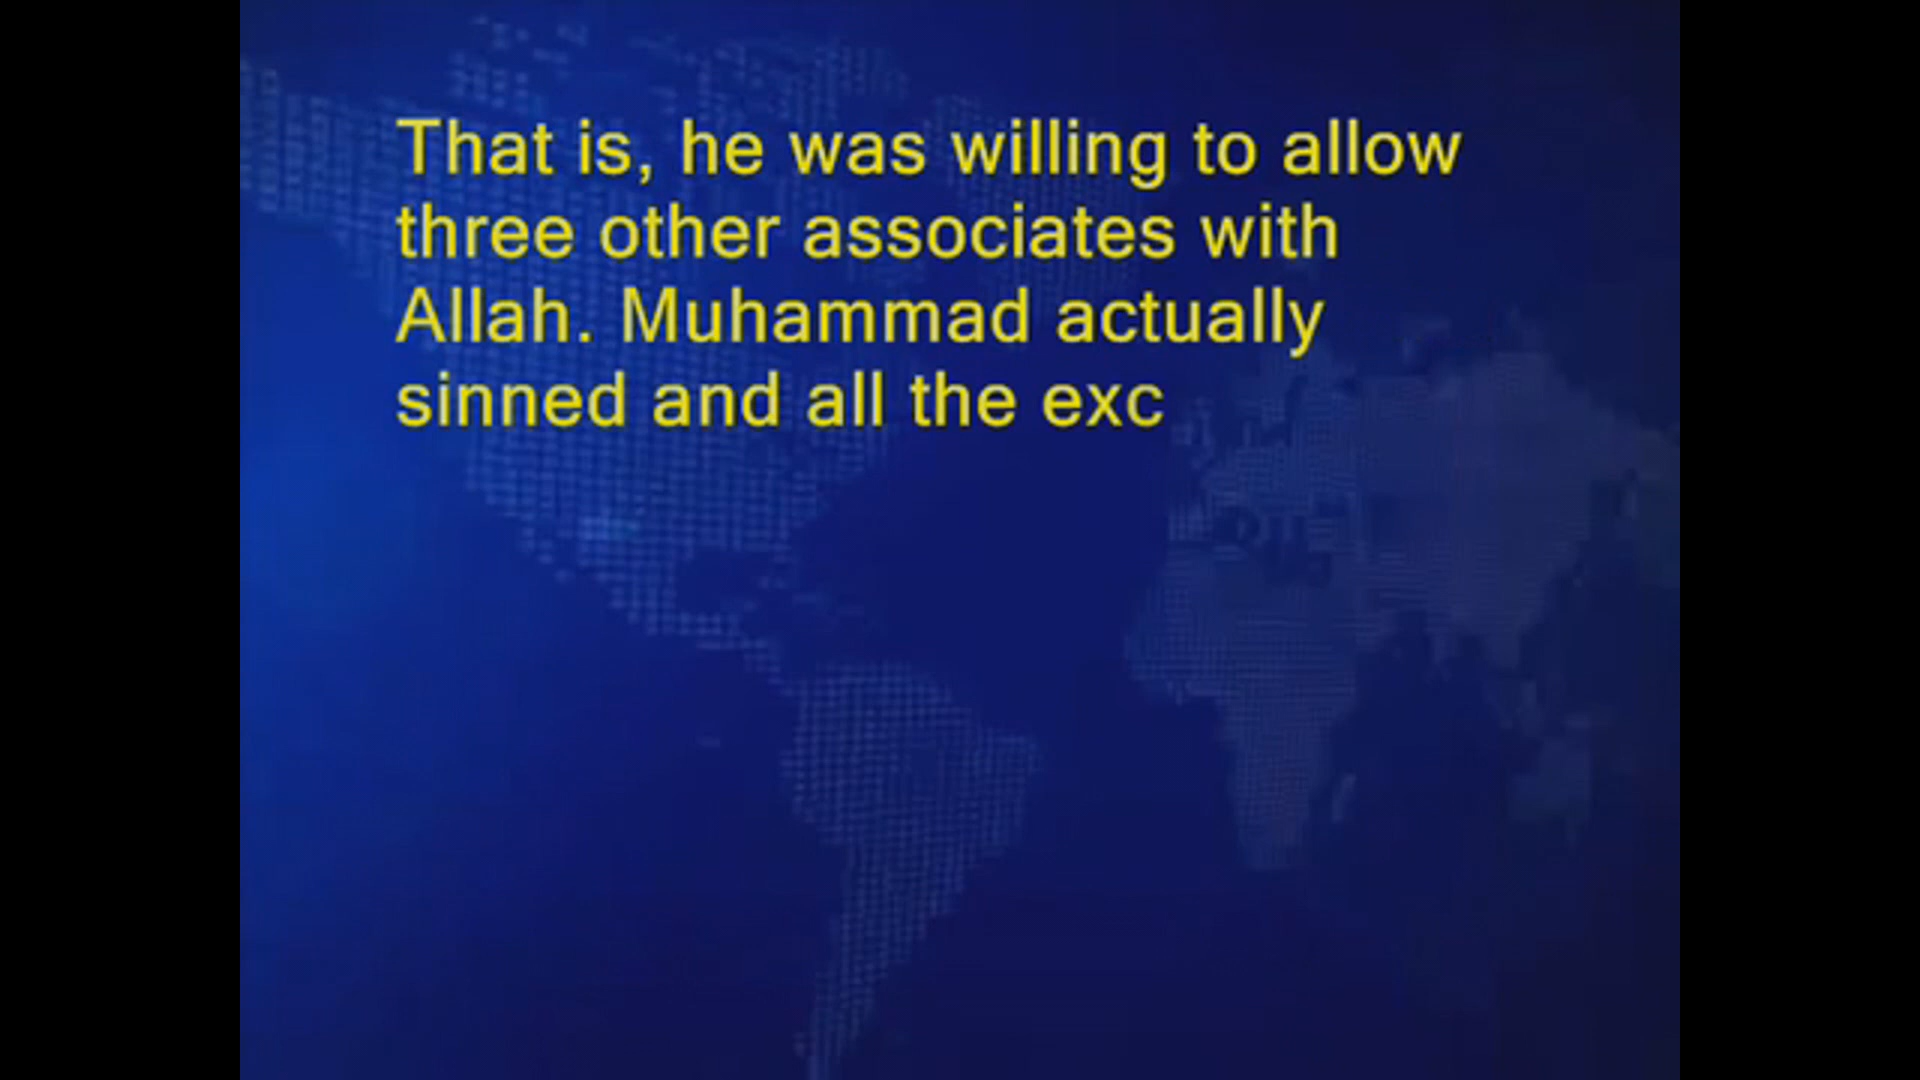 That is, he was willing to allow
three other associates with
Allah. Muhammad actually
sinned and all the exc